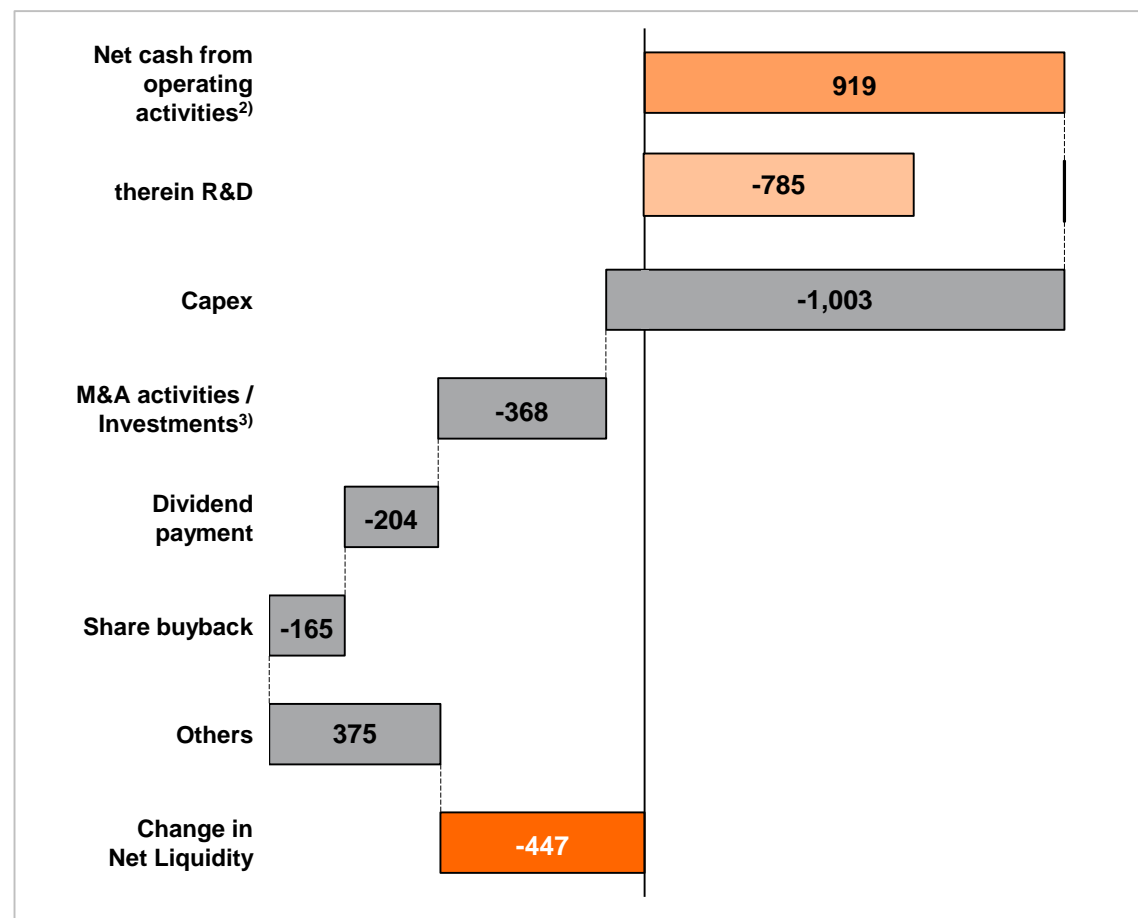 Net cash from
operating
activities2)
919
therein R&D
-785
Capex
-1,003
M&A activities /
Investments3)
-368
Dividend
payment
-204
Share buyback
-165
Others
375
Change in
Net Liquidity
-447